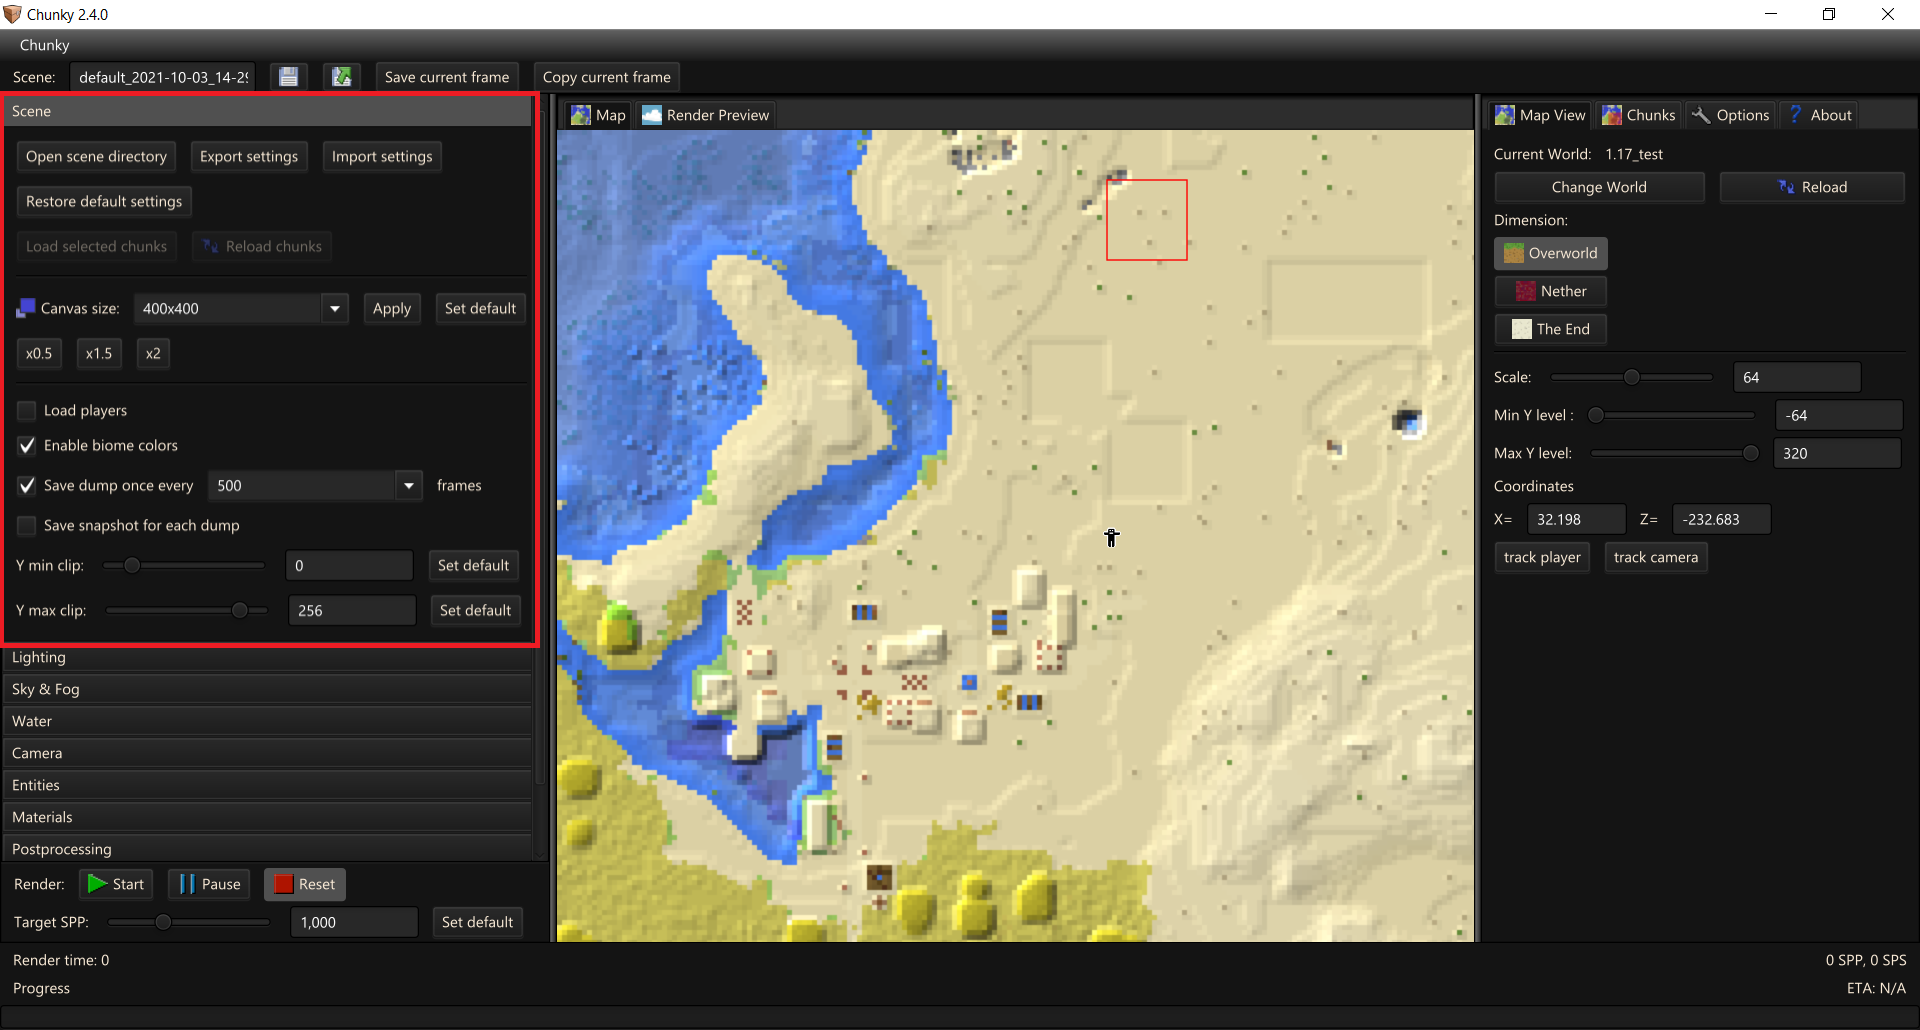 Chunky 2.4.0
Chunky
Scene: default_2021-10-03_14-29 Save current frame Copy current frame
Scene
Open scene directory Export settings Import settings
Restore default settings
Load selected chunks Reload chunks
Canvas size: 400x400 Apply Set default
x0.5 x1.5 x2
Load players
Enable biome colors
Save dump once every 500 frames
Save snapshot for each dump
Y min clip: 0 Set default
Y max clip: 256 Set default
Lighting
Sky & Fog
Water
Camera
Entities
Materials
Postprocessing
Render: Start Pause Reset
Target SPP: 1,000 Set default
Render time: 0
Progress
Map Render Preview
Map View Chunks Options ? About
Current World: 1.17_test
Change World Reload
Dimension:
Overworld
Nether
The End
Scale: 64
Min Y level : -64
Max Y level: 320
Coordinates
X= 32.198 Z= -232.683
track player track camera
0 SPP, 0 SPS
ETA: N/A